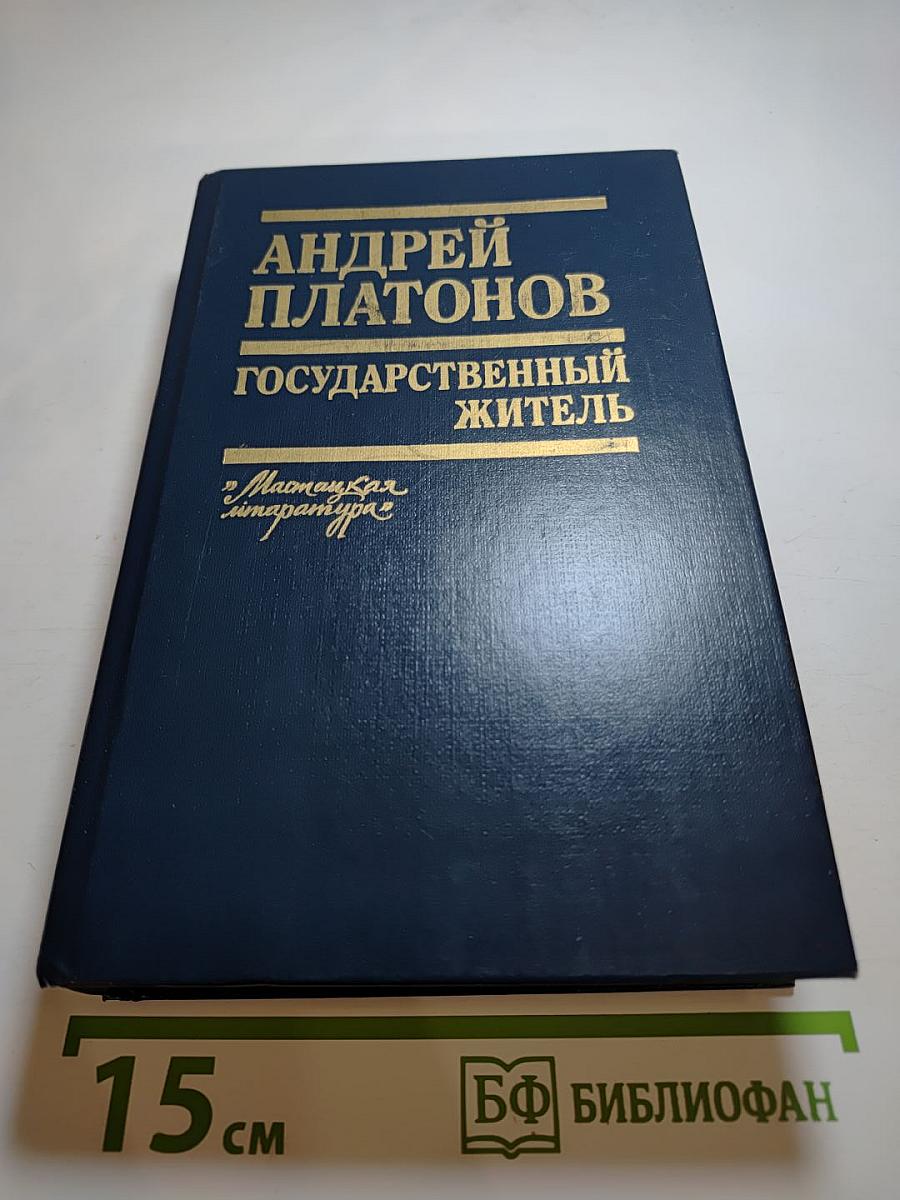 АНДРЕЙ
ПЛАТОНОВ
ГОСУДАРСТВЕННЫЙ
ЖИТЕЛЬ
„Мастацкая
літаратура”
15 см
БФ БИБЛИОФАН